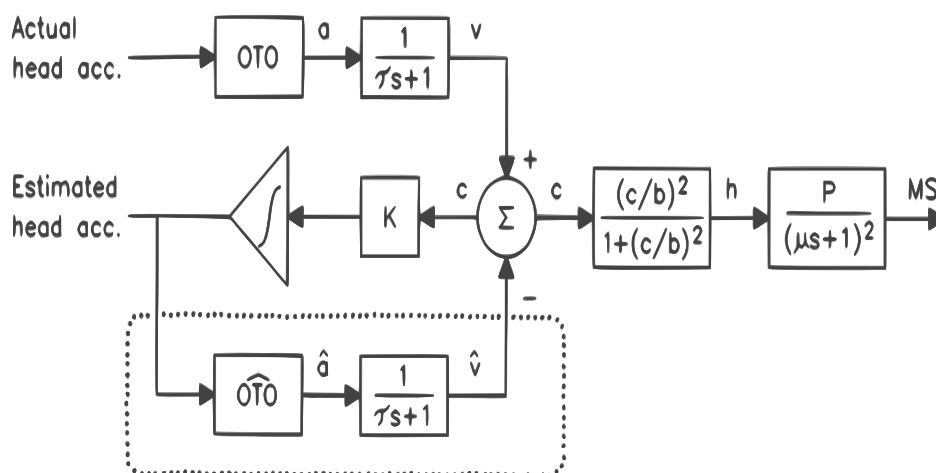 Actual
head acc.
OTO
a
1
τs+1
v
+
Estimated
head acc.
∫
K
c
Σ
c
(c/b)²
1+(c/b)²
h
P
(μs+1)²
MS
−
OT̂O
â
1
τs+1
v̂